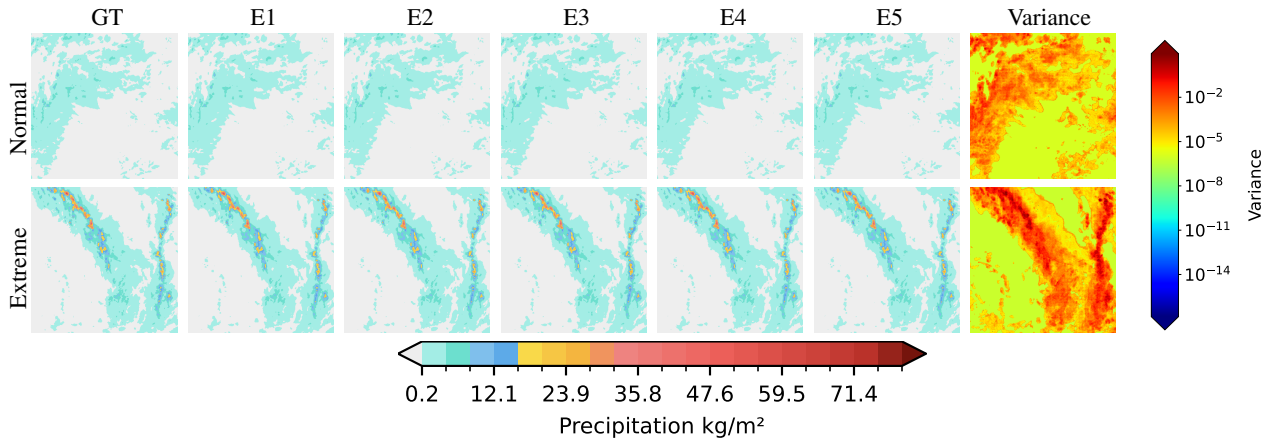 GT E1 E2 E3 E4 E5 Variance
Normal
Extreme
10⁻²
10⁻⁵
10⁻⁸
10⁻¹¹
10⁻¹⁴
Variance
0.2 12.1 23.9 35.8 47.6 59.5 71.4
Precipitation kg/m²